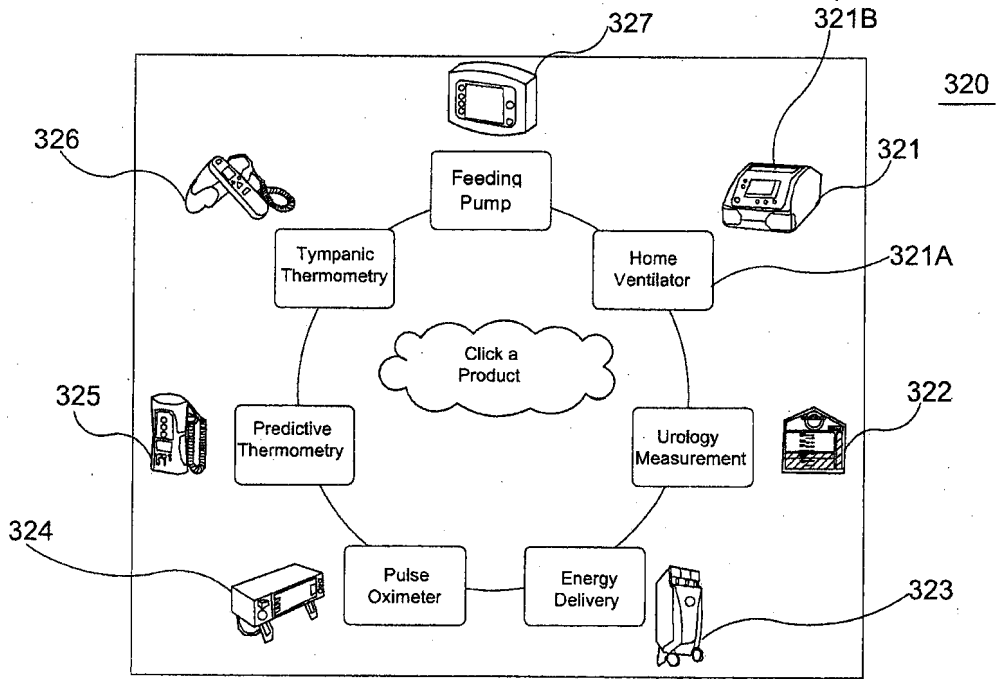 327
321B
320
326
321
Feeding
Pump
Tympanic
Thermometry
Home
Ventilator
321A
Click a
Product
325
322
Predictive
Thermometry
Urology
Measurement
324
Pulse
Oximeter
Energy
Delivery
323